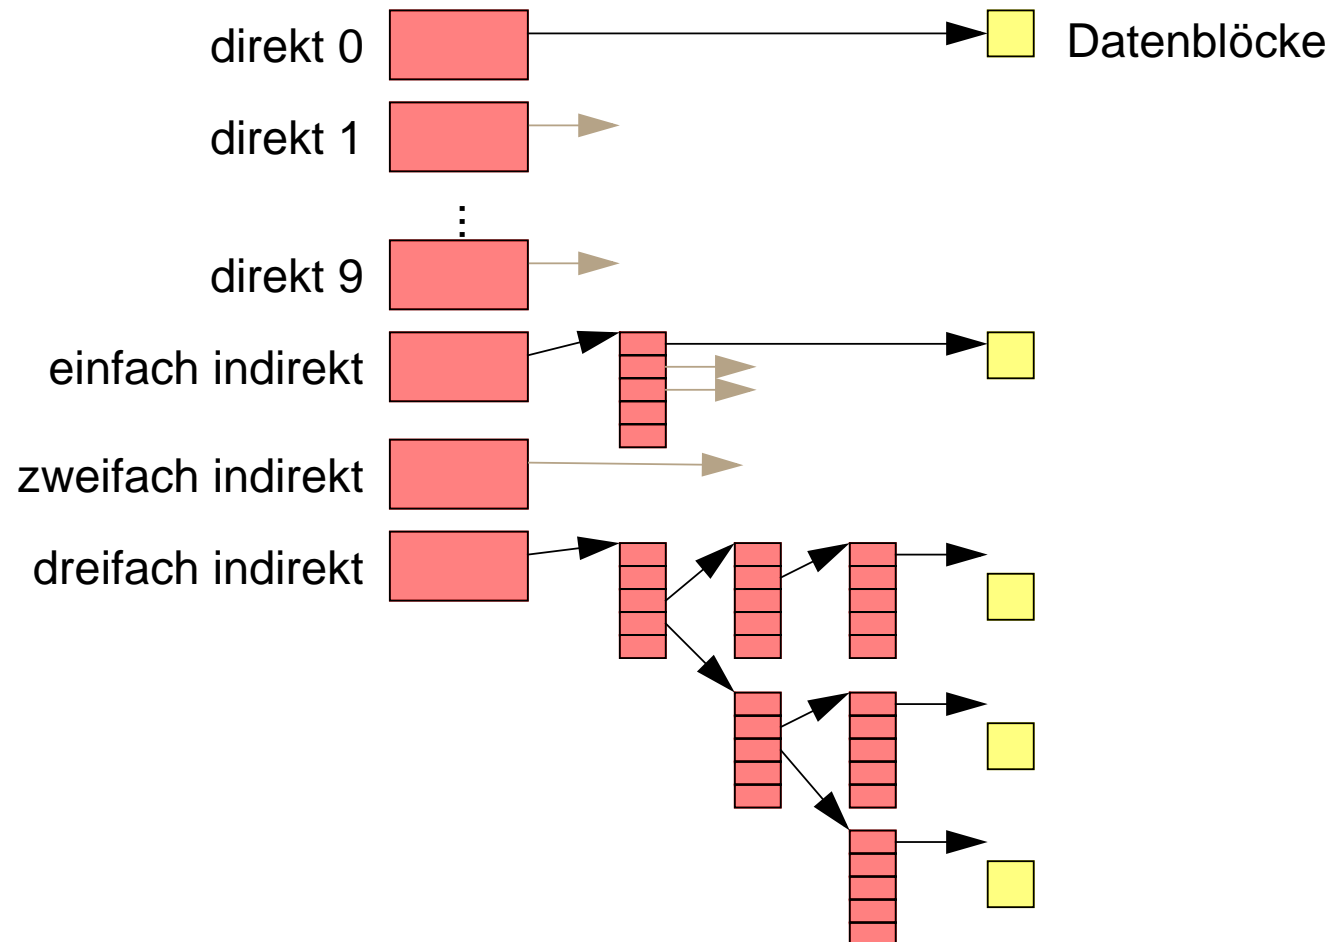 direkt 0
Datenblöcke
direkt 1
direkt 9
einfach indirekt
zweifach indirekt
dreifach indirekt